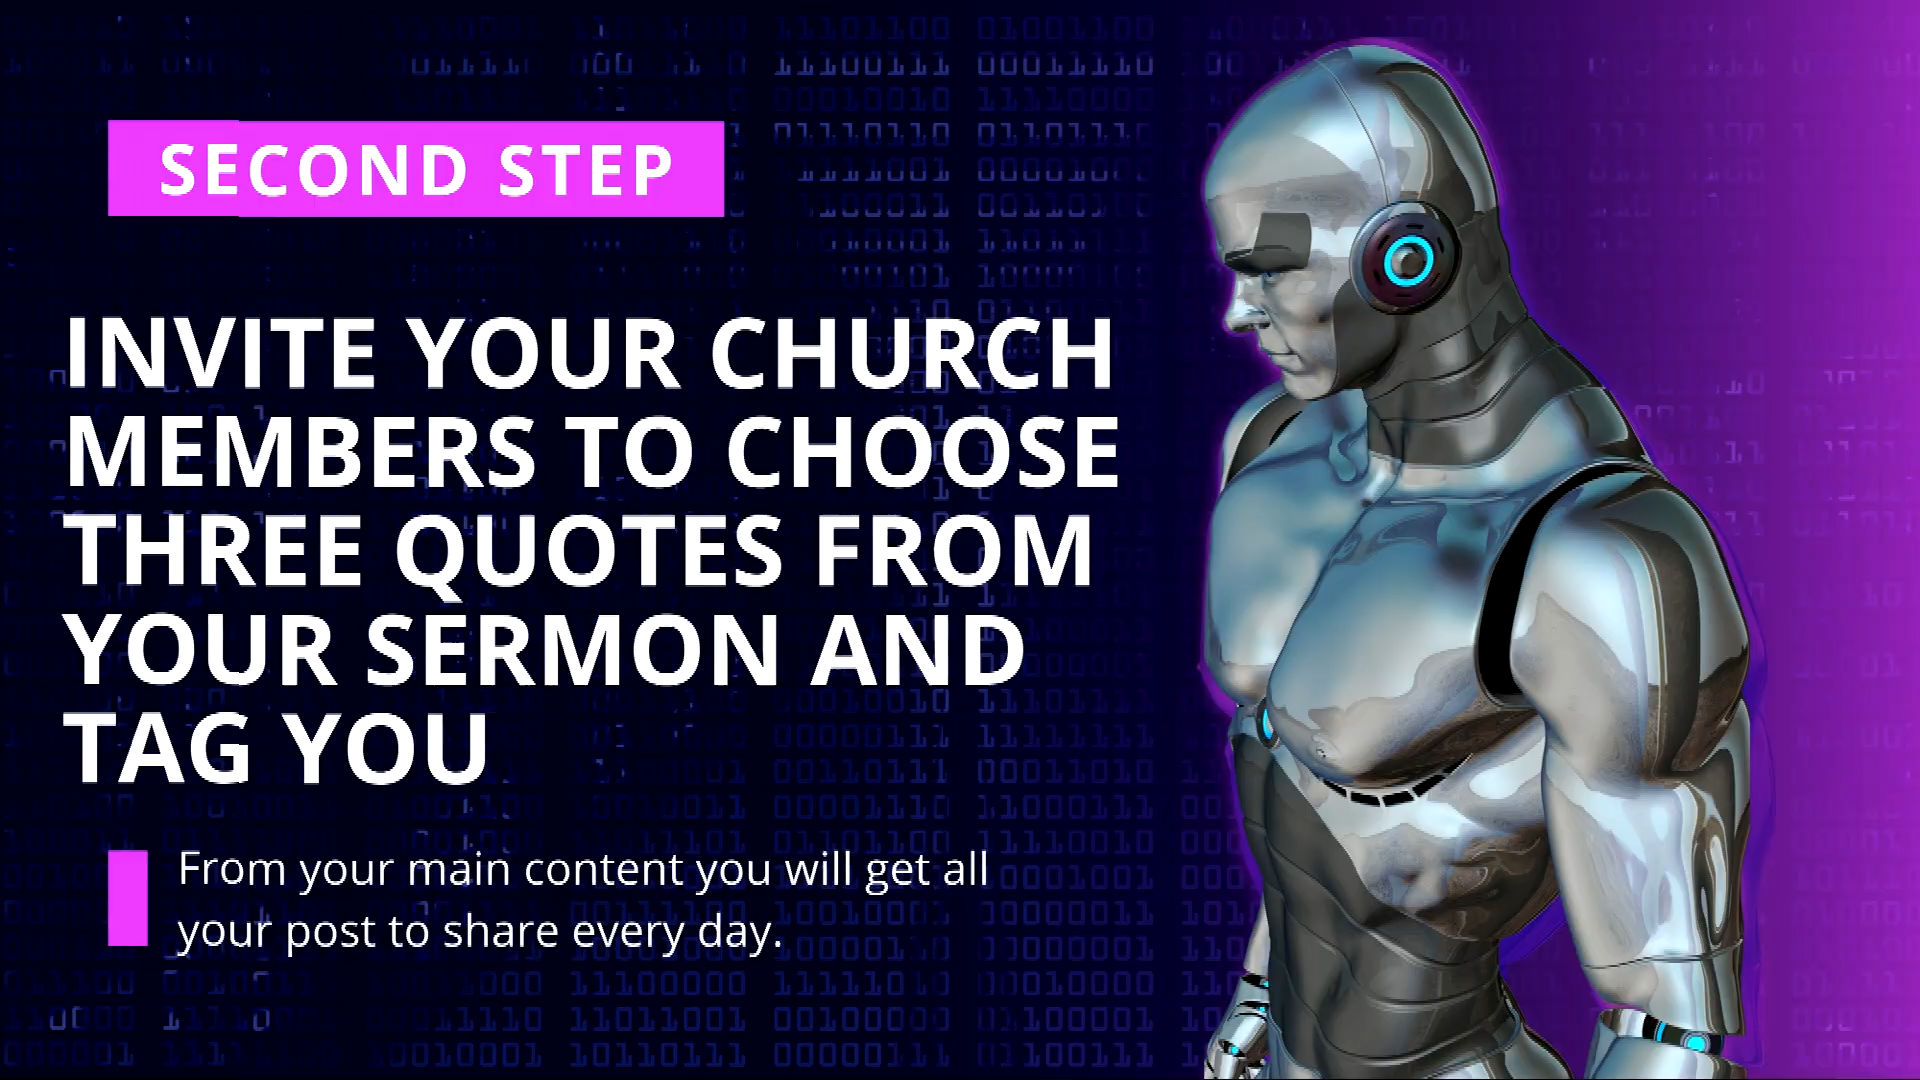 SECOND STEP
INVITE YOUR CHURCH
MEMBERS TO CHOOSE
THREE QUOTES FROM
YOUR SERMON AND
TAG YOU
From your main content you will get all
your post to share every day.